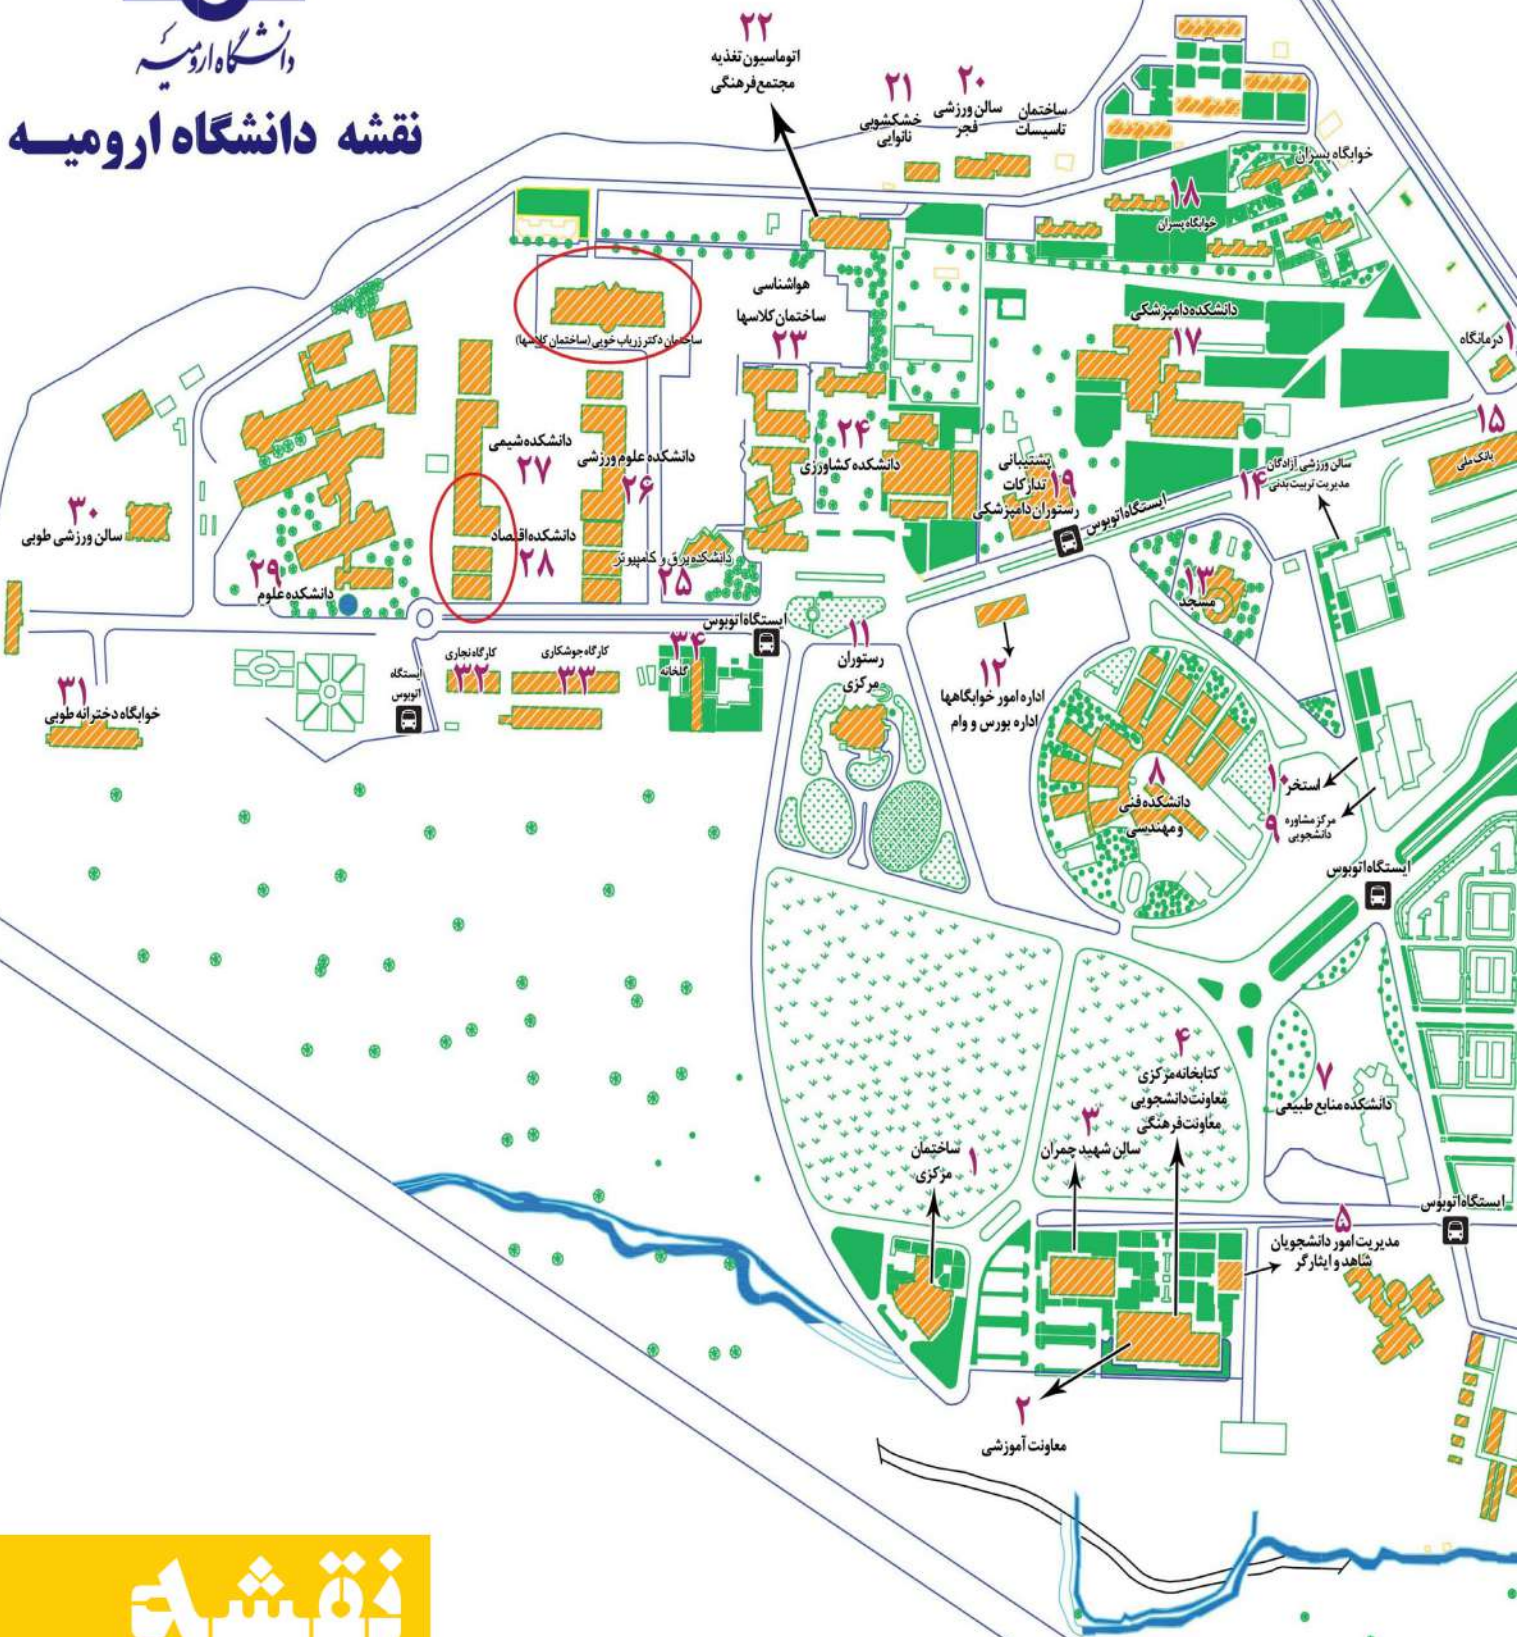 دانشگاه ارومیه
نقشه دانشگاه ارومیه
۲۲
اتوماسیون تغذیه
مجتمع فرهنگی
۲۱
خشکشویی
نانوایی
۲۰
سالن ورزشی
فجر
ساختمان
تاسیسات
خوابگاه پسران
۱۸
خوابگاه پسران
هواشناسی
ساختمان کلاسها
۲۳
ساختمان دکتر زریاب خویی (ساختمان کلاسها)
دانشکده دامپزشکی
۱۷
درمانگاه
۱۵
بانک ملی
۱۴
سالن ورزشی آزادگان
مدیریت تربیت بدنی
۱۹
پشتیبانی
تدارکات
رستوران دامپزشکی
ایستگاه اتوبوس
۲۴
دانشکده کشاورزی
دانشکده شیمی
۲۷
دانشکده علوم ورزشی
۲۶
دانشکده اقتصاد
۲۸
دانشکده برق و کامپیوتر
۲۵
۳۰
سالن ورزشی طوبی
۲۹
دانشکده علوم
۱۳
مسجد
ایستگاه اتوبوس
۱۱
رستوران
مرکزی
۱۲
اداره امور خوابگاهها
اداره بورس و وام
۳۴
گلخانه
کارگاه جوشکاری
۳۳
کارگاه نجاری
۳۲
ایستگاه
اتوبوس
۳۱
خوابگاه دخترانه طوبی
۸
دانشکده فنی
و مهندسی
۱۰
استخر
۹
مرکز مشاوره
دانشجویی
ایستگاه اتوبوس
۷
دانشکده منابع طبیعی
۴
کتابخانه مرکزی
معاونت دانشجویی
معاونت فرهنگی
۳
سالن شهید چمران
۱
ساختمان
مرکزی
ایستگاه اتوبوس
۵
مدیریت امور دانشجویان
شاهد و ایثارگر
۲
معاونت آموزشی
نقشه